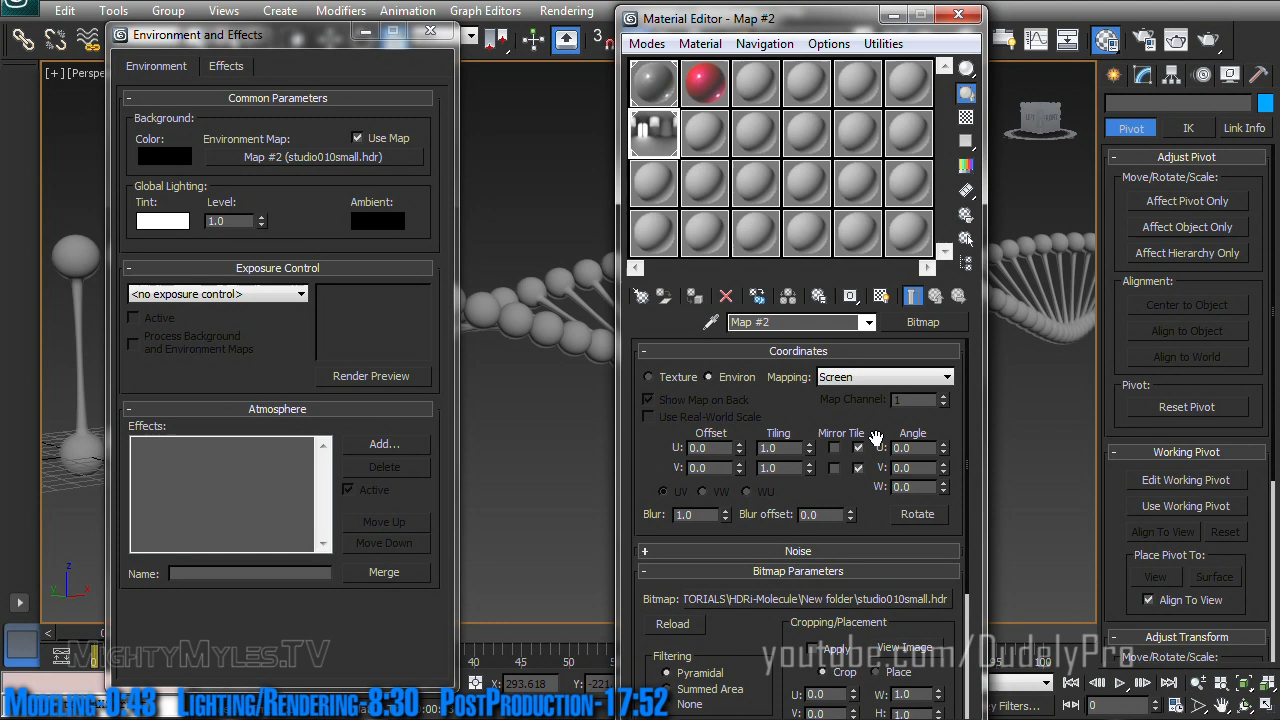 Edit Tools Group Views Create Modifiers Animation Graph Editors Rendering
[+] [Perspe
Environment and Effects
Environment Effects
- Common Parameters
Background:
Color: Environment Map: Use Map
Map #2 (studio010small.hdr)
Global Lighting:
Tint: Level: Ambient:
1.0
- Exposure Control
<no exposure control>
Active
Process Background
and Environment Maps
Render Preview
- Atmosphere
Effects:
Add...
Delete
Active
Move Up
Move Down
Name:
Merge
Material Editor - Map #2
Modes Material Navigation Options Utilities
Map #2 Bitmap
- Coordinates
Texture Environ Mapping: Screen
Show Map on Back Map Channel: 1
Use Real-World Scale
Offset Tiling Mirror Tile Angle
U: 0.0 1.0 U: 0.0
V: 0.0 1.0 V: 0.0
W: 0.0
UV VW WU
Blur: 1.0 Blur offset: 0.0 Rotate
+ Noise
- Bitmap Parameters
Bitmap: TORIALS\HDRi-Molecule\New folder\studio010small.hdr
Reload
Cropping/Placement
Apply View Image
Filtering
Pyramidal
Summed Area
None
Crop Place
U: 0.0 W: 1.0
V: 0.0 H: 1.0
Pivot IK Link Info
- Adjust Pivot
Move/Rotate/Scale:
Affect Pivot Only
Affect Object Only
Affect Hierarchy Only
Alignment:
Center to Object
Align to Object
Align to World
Pivot:
Reset Pivot
- Working Pivot
Edit Working Pivot
Use Working Pivot
Align To View Reset
Place Pivot To:
View Surface
Align To View
- Adjust Transform
Move/Rotate/Scale:
40 50 100
X: 293.618 Y: -221
y Filters... 0
z
y
x
MightyMyles.TV
youtube.com/DudelyPro
Modeling-0:43 Lighting/Rendering-8:30 PostProduction-17:52